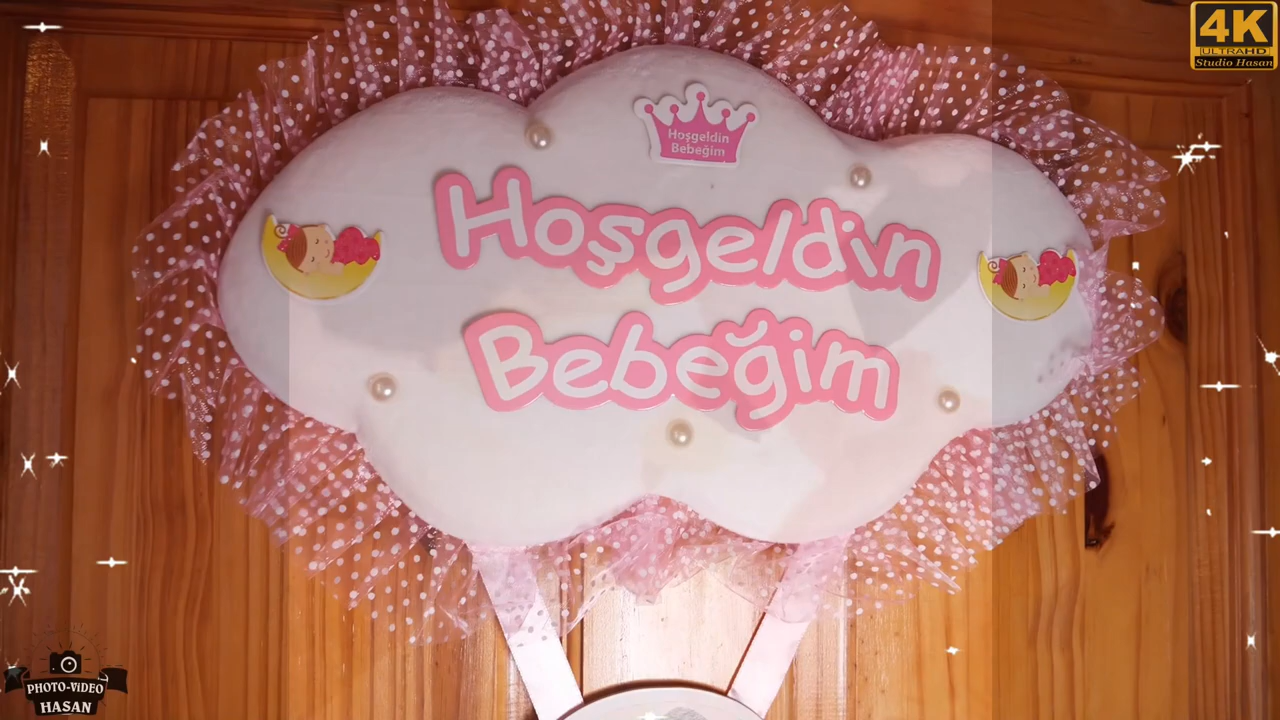 4K
ULTRAHD
Studio Hasan
Hoşgeldin
Bebeğim
Hoşgeldin
Bebeğim
PHOTO-VIDEO
HASAN